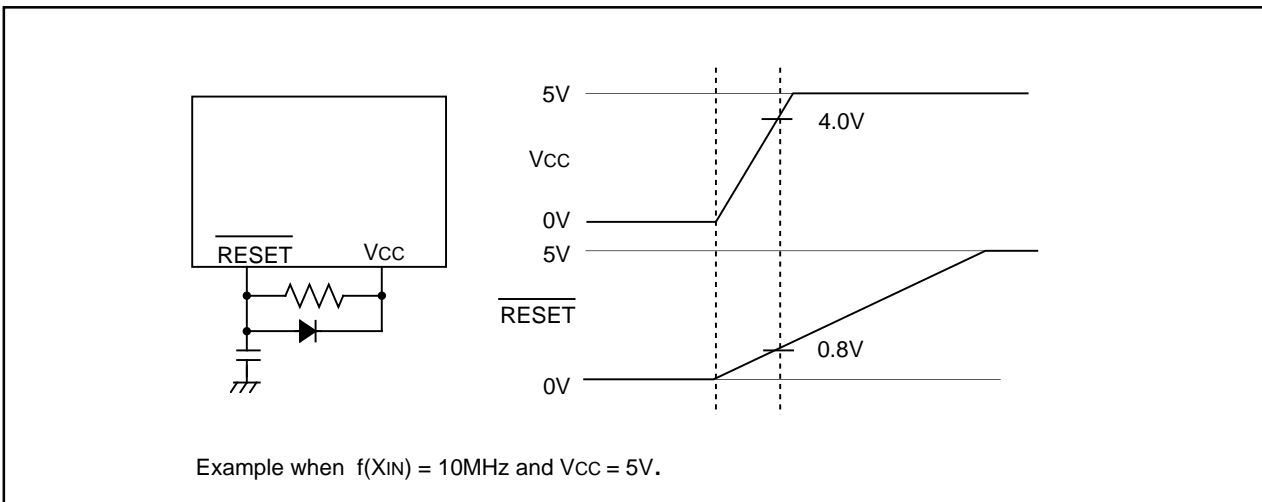 RESET VCC
5V
4.0V
VCC
0V
5V
RESET
0.8V
0V
Example when f(XIN) = 10MHz and VCC = 5V.